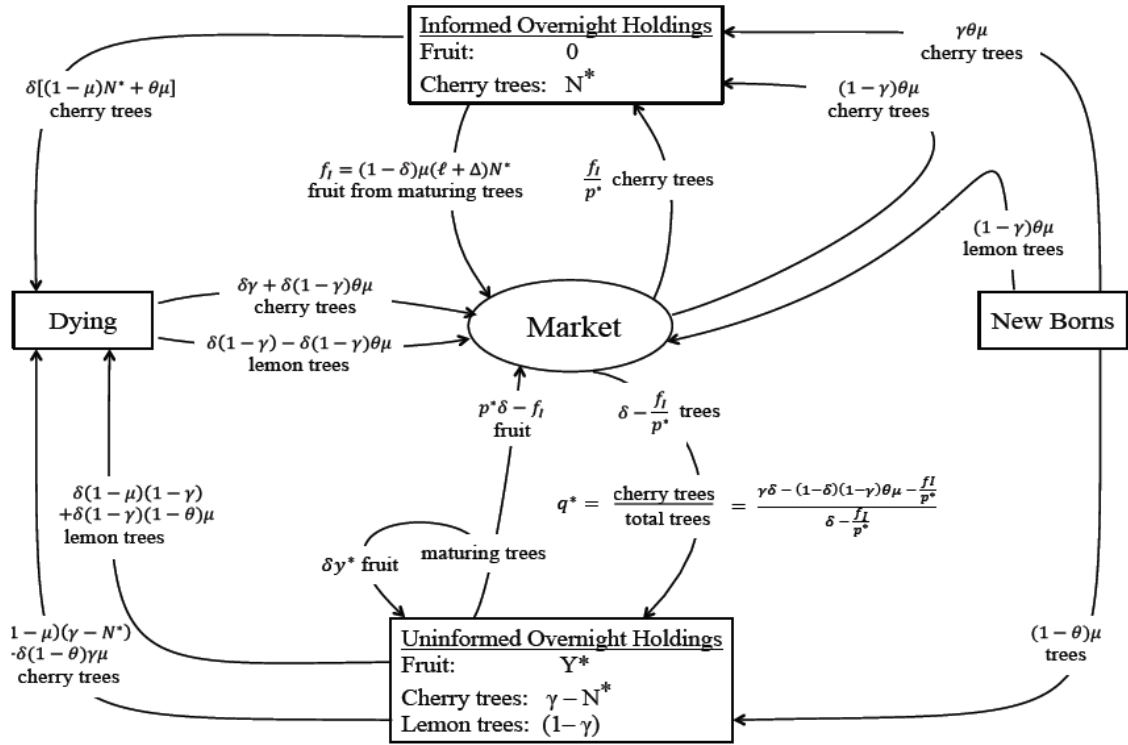 Informed Overnight Holdings
Fruit: 0
Cherry trees: N*
γθμ
cherry trees
δ[(1 − μ)N* + θμ]
cherry trees
(1 − γ)θμ
cherry trees
f_I = (1 − δ)μ(ℓ + Δ)N*
fruit from maturing trees
f_I/p* cherry trees
(1 − γ)θμ
lemon trees
Dying
δγ + δ(1 − γ)θμ
cherry trees
δ(1 − γ) − δ(1 − γ)θμ
lemon trees
Market
New Borns
p*δ − f_I
fruit
δ − f_I/p* trees
q* = cherry trees / total trees = (γδ − (1−δ)(1−γ)θμ − fI/p*) / (δ − f_I/p*)
δ(1 − μ)(1 − γ)
+δ(1 − γ)(1 − θ)μ
lemon trees
δy* fruit
maturing trees
1 − μ)(γ − N*)
·δ(1 − θ)γμ
cherry trees
Uninformed Overnight Holdings
Fruit: Y*
Cherry trees: γ − N*
Lemon trees: (1 − γ)
(1 − θ)μ
trees